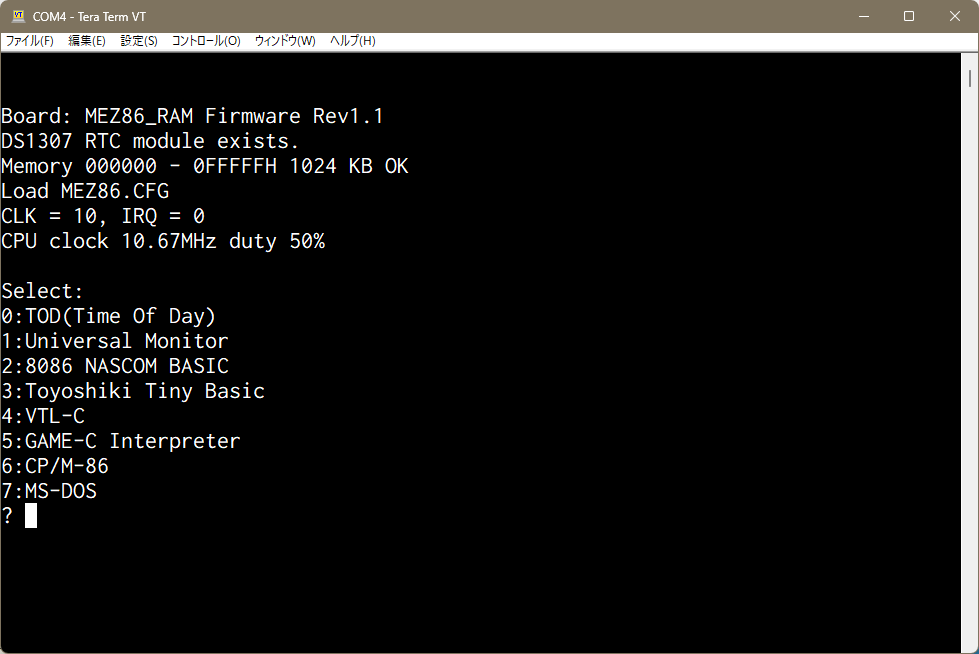 COM4 - Tera Term VT
ファイル(F) 編集(E) 設定(S) コントロール(O) ウィンドウ(W) ヘルプ(H)
Board: MEZ86_RAM Firmware Rev1.1
DS1307 RTC module exists.
Memory 000000 - 0FFFFFH 1024 KB OK
Load MEZ86.CFG
CLK = 10, IRQ = 0
CPU clock 10.67MHz duty 50%
Select:
0:TOD(Time Of Day)
1:Universal Monitor
2:8086 NASCOM BASIC
3:Toyoshiki Tiny Basic
4:VTL-C
5:GAME-C Interpreter
6:CP/M-86
7:MS-DOS
?